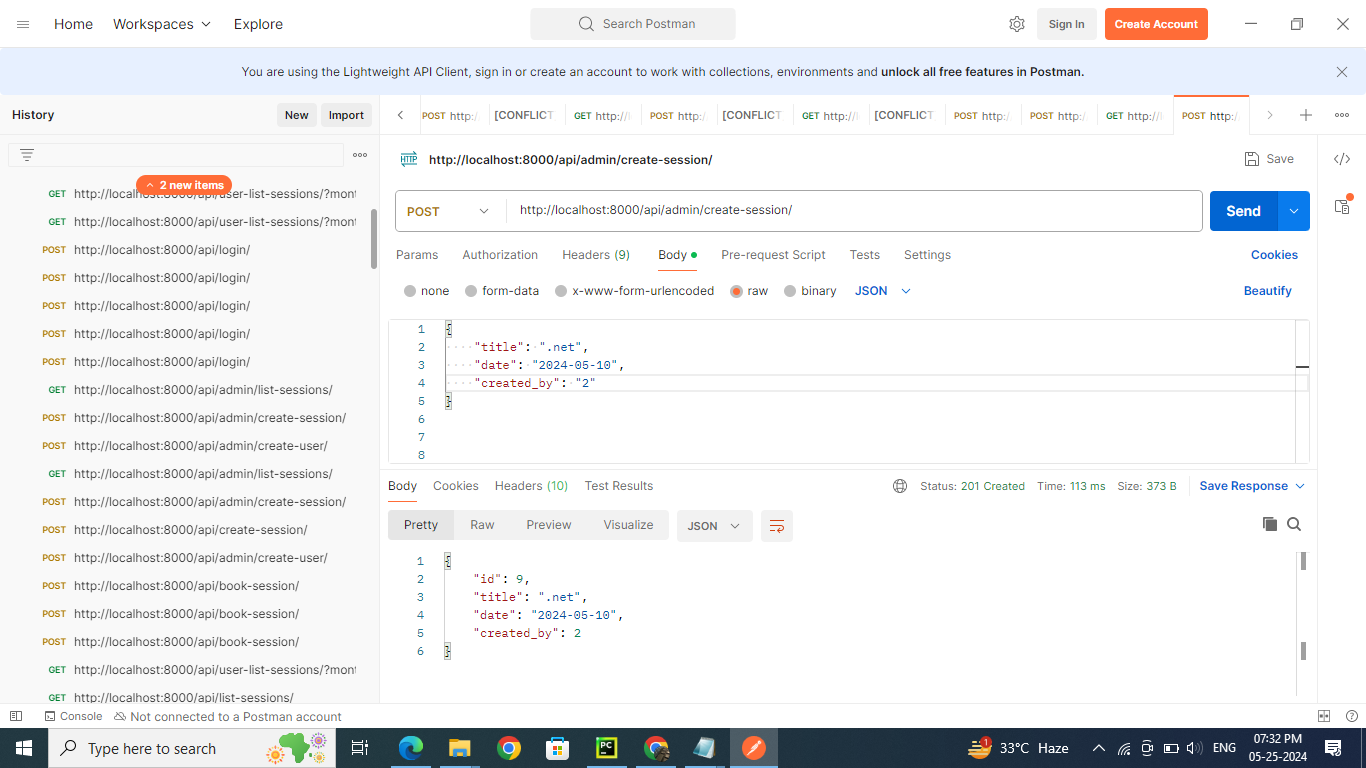 Home Workspaces Explore
Search Postman
Sign In Create Account
You are using the Lightweight API Client, sign in or create an account to work with collections, environments and unlock all free features in Postman.
History New Import
POST http:/ [CONFLICT GET http://l POST http:/ [CONFLICT GET http://l [CONFLICT POST http:/ POST http:/ GET http://l POST http:/
2 new items
GET http://localhost:8000/api/user-list-sessions/?mont
GET http://localhost:8000/api/user-list-sessions/?mont
POST http://localhost:8000/api/login/
POST http://localhost:8000/api/login/
POST http://localhost:8000/api/login/
POST http://localhost:8000/api/login/
POST http://localhost:8000/api/login/
GET http://localhost:8000/api/admin/list-sessions/
POST http://localhost:8000/api/admin/create-session/
POST http://localhost:8000/api/admin/create-user/
GET http://localhost:8000/api/admin/list-sessions/
POST http://localhost:8000/api/admin/create-session/
POST http://localhost:8000/api/create-session/
POST http://localhost:8000/api/admin/create-user/
POST http://localhost:8000/api/book-session/
POST http://localhost:8000/api/book-session/
POST http://localhost:8000/api/book-session/
GET http://localhost:8000/api/user-list-sessions/?mont
GET http://localhost:8000/api/list-sessions/
HTTP http://localhost:8000/api/admin/create-session/ Save
POST http://localhost:8000/api/admin/create-session/ Send
Params Authorization Headers (9) Body Pre-request Script Tests Settings Cookies
none form-data x-www-form-urlencoded raw binary JSON Beautify
1 {
2 "title": ".net",
3 "date": "2024-05-10",
4 "created_by": "2"
5 }
6
7
8
Body Cookies Headers (10) Test Results Status: 201 Created Time: 113 ms Size: 373 B Save Response
Pretty Raw Preview Visualize JSON
1 {
2 "id": 9,
3 "title": ".net",
4 "date": "2024-05-10",
5 "created_by": 2
6 }
Console Not connected to a Postman account
Type here to search
PC
1
33°C Haze
ENG
07:32 PM
05-25-2024